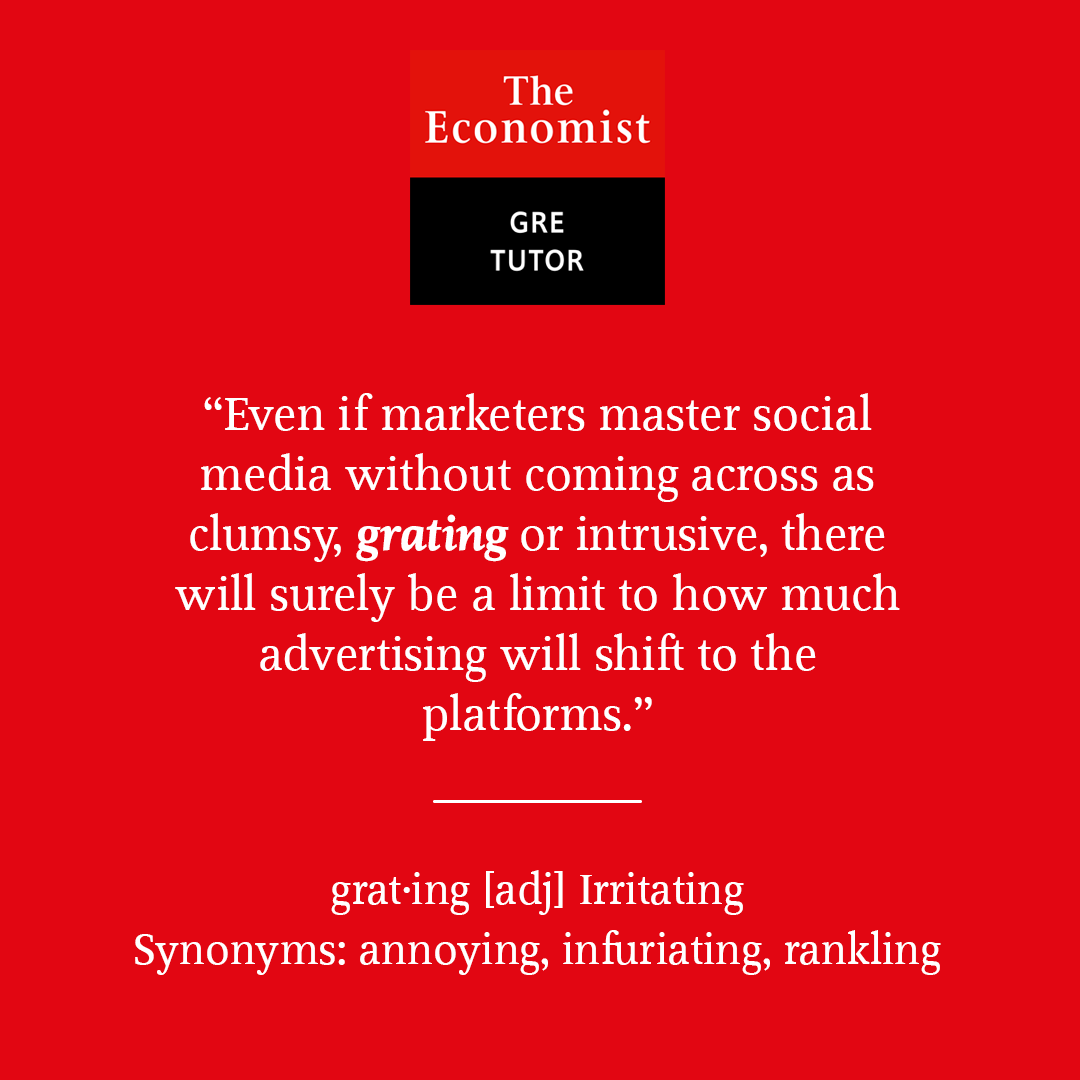 The
Economist
GRE
TUTOR
“Even if marketers master social
media without coming across as
clumsy, grating or intrusive, there
will surely be a limit to how much
advertising will shift to the
platforms.”
grat·ing [adj] Irritating
Synonyms: annoying, infuriating, rankling